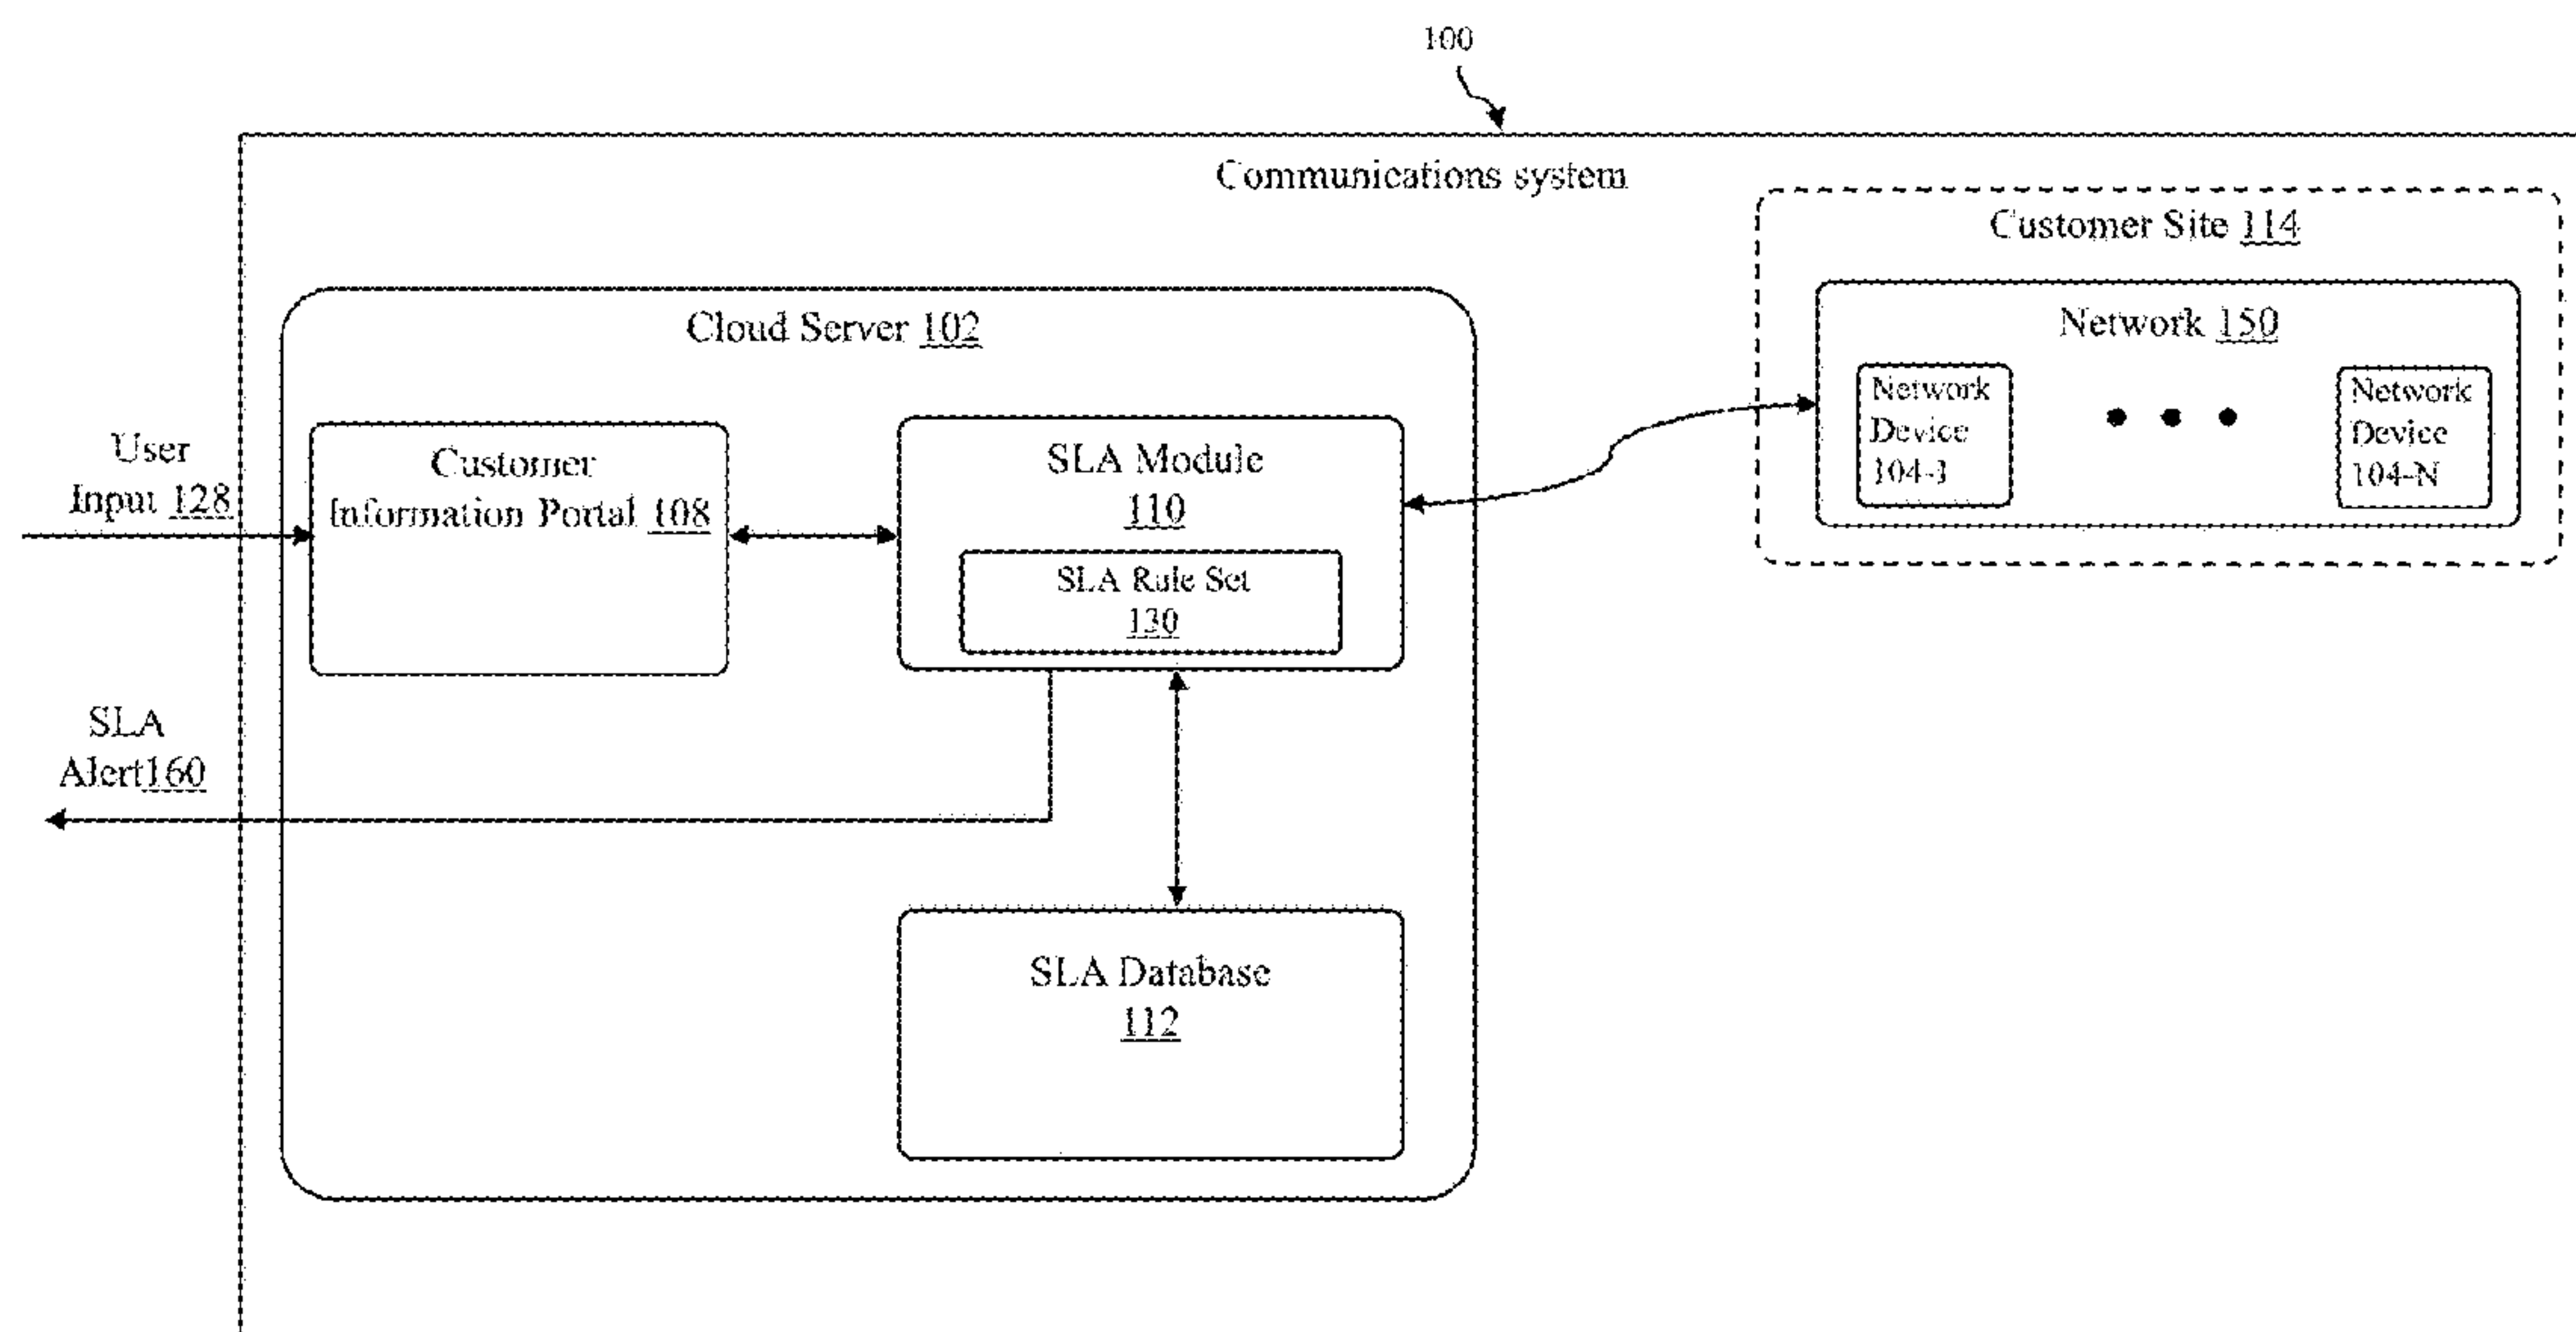 100
Communications system
Customer Site 114
Cloud Server 102
Network 150
Network
Device
104-1
Network
Device
104-N
User
Input 128
Customer
Information Portal 108
SLA Module
110
SLA Rule Set
130
SLA
Alert160
SLA Database
112